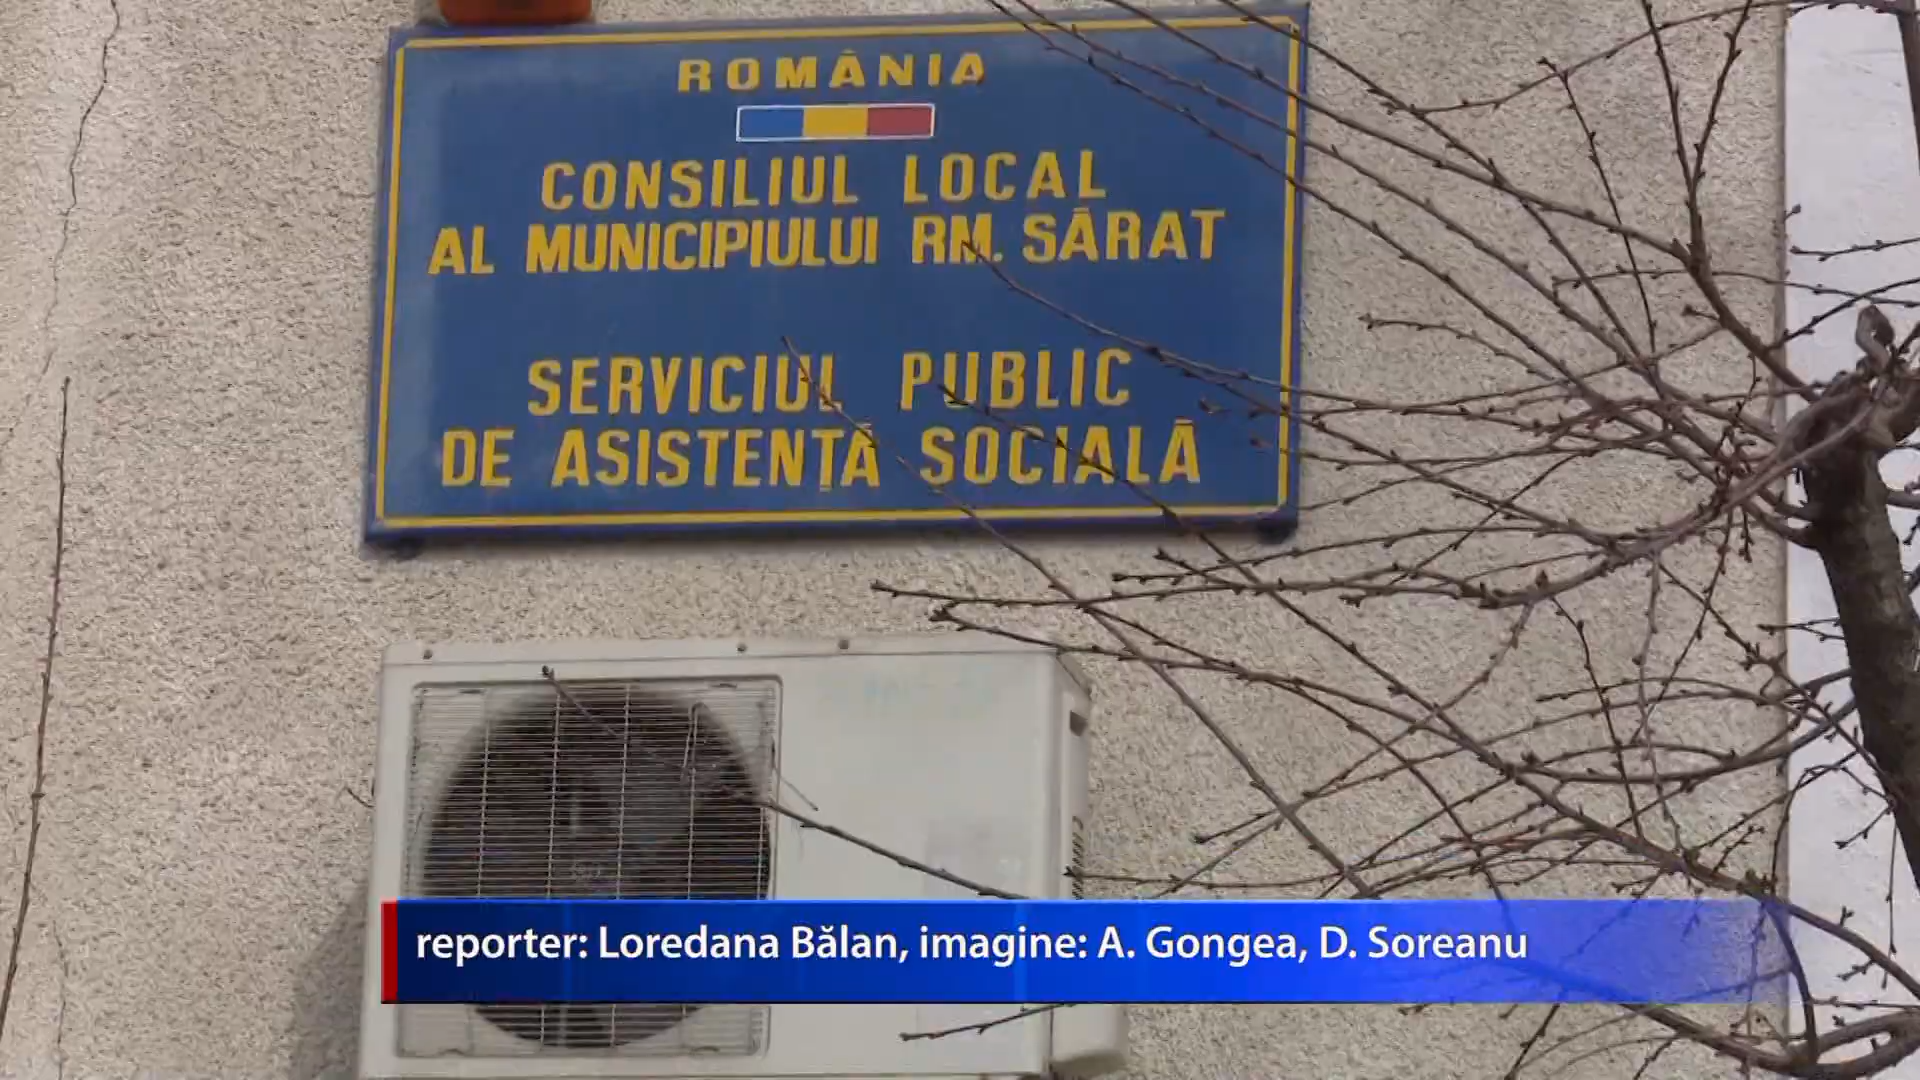 ROMÂNIA
CONSILIUL LOCAL
AL MUNICIPIULUI RM. SĂRAT
SERVICIUL PUBLIC
DE ASISTENȚĂ SOCIALĂ
reporter: Loredana Bălan, imagine: A. Gongea, D. Soreanu